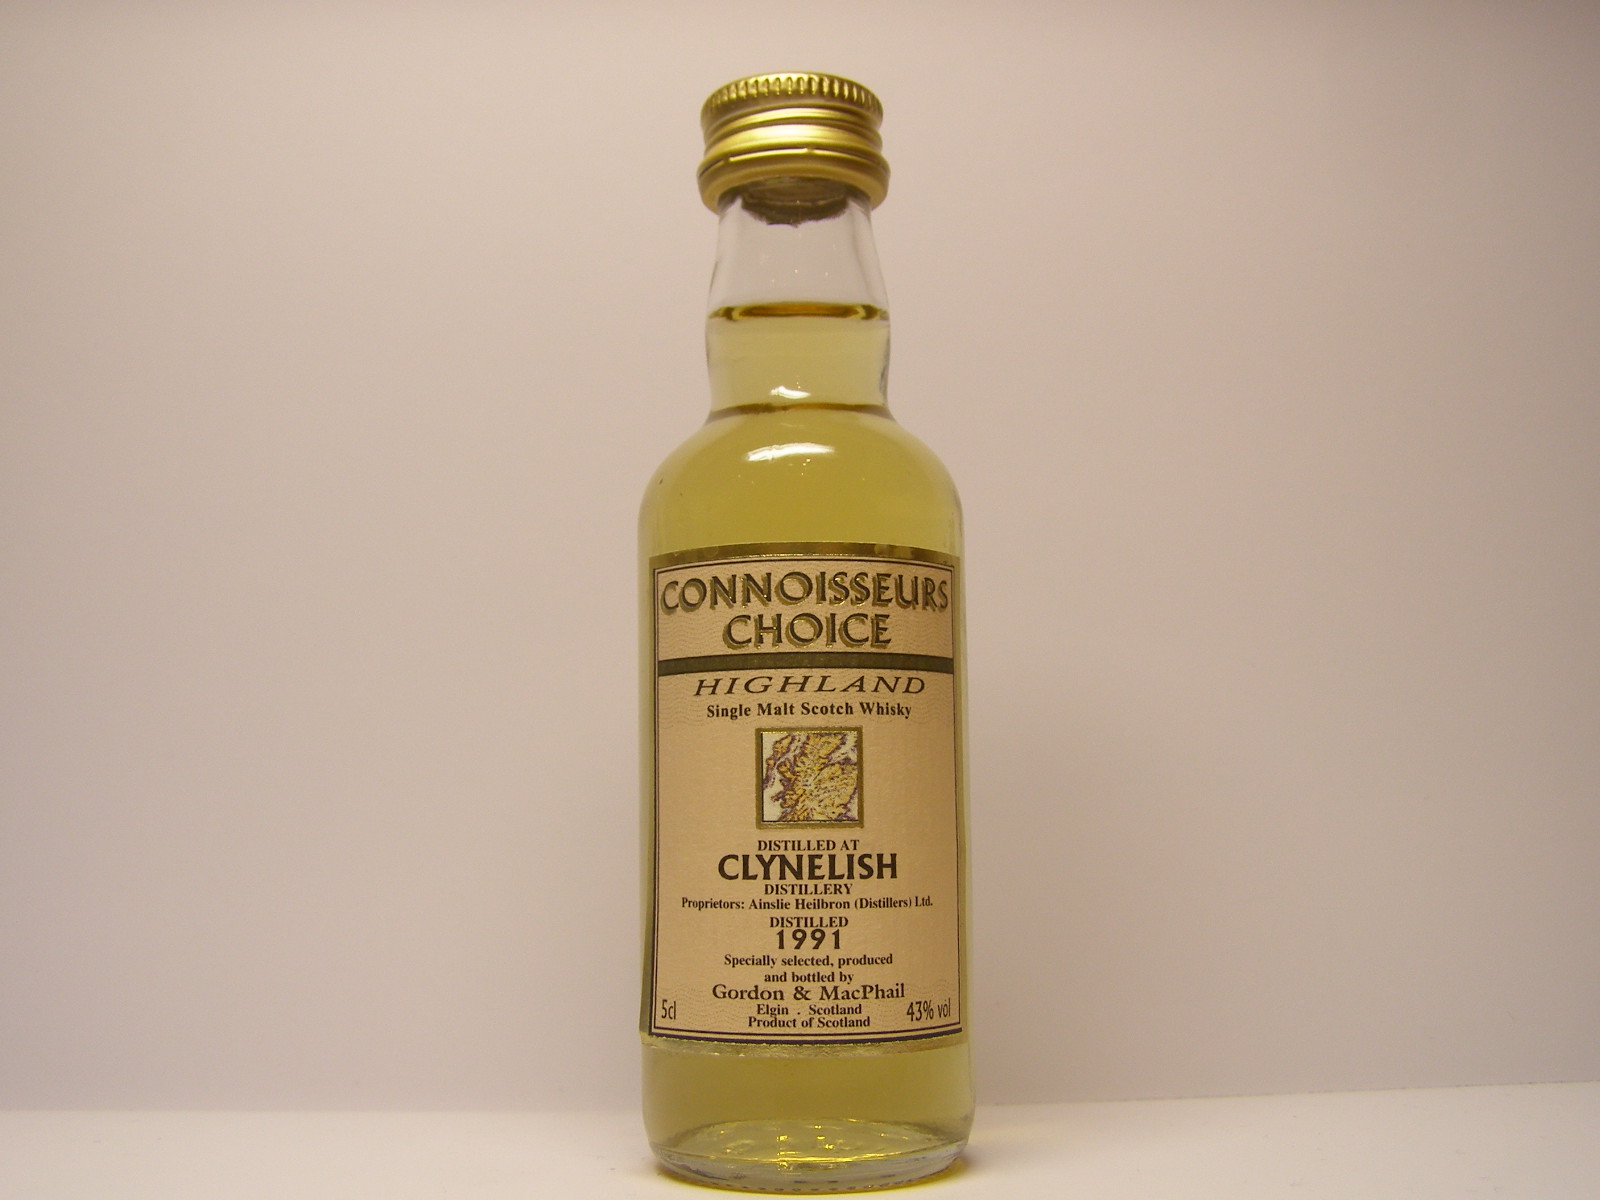 CONNOISSEURS
CHOICE
HIGHLAND
Single Malt Scotch Whisky
DISTILLED AT
CLYNELISH
DISTILLERY
Proprietors: Ainslie Heilbron (Distillers) Ltd.
DISTILLED
1991
Specially selected, produced
and bottled by
Gordon & MacPhail
Elgin . Scotland
Product of Scotland
5cl
43% vol